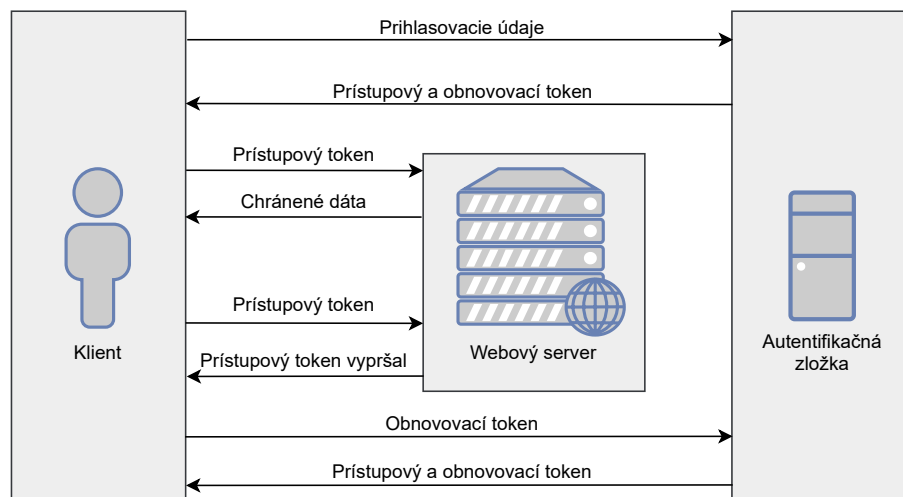 Prihlasovacie údaje
Prístupový a obnovovací token
Prístupový token
Chránené dáta
Prístupový token
Klient
Webový server
Autentifikačná
zložka
Prístupový token vypršal
Obnovovací token
Prístupový a obnovovací token